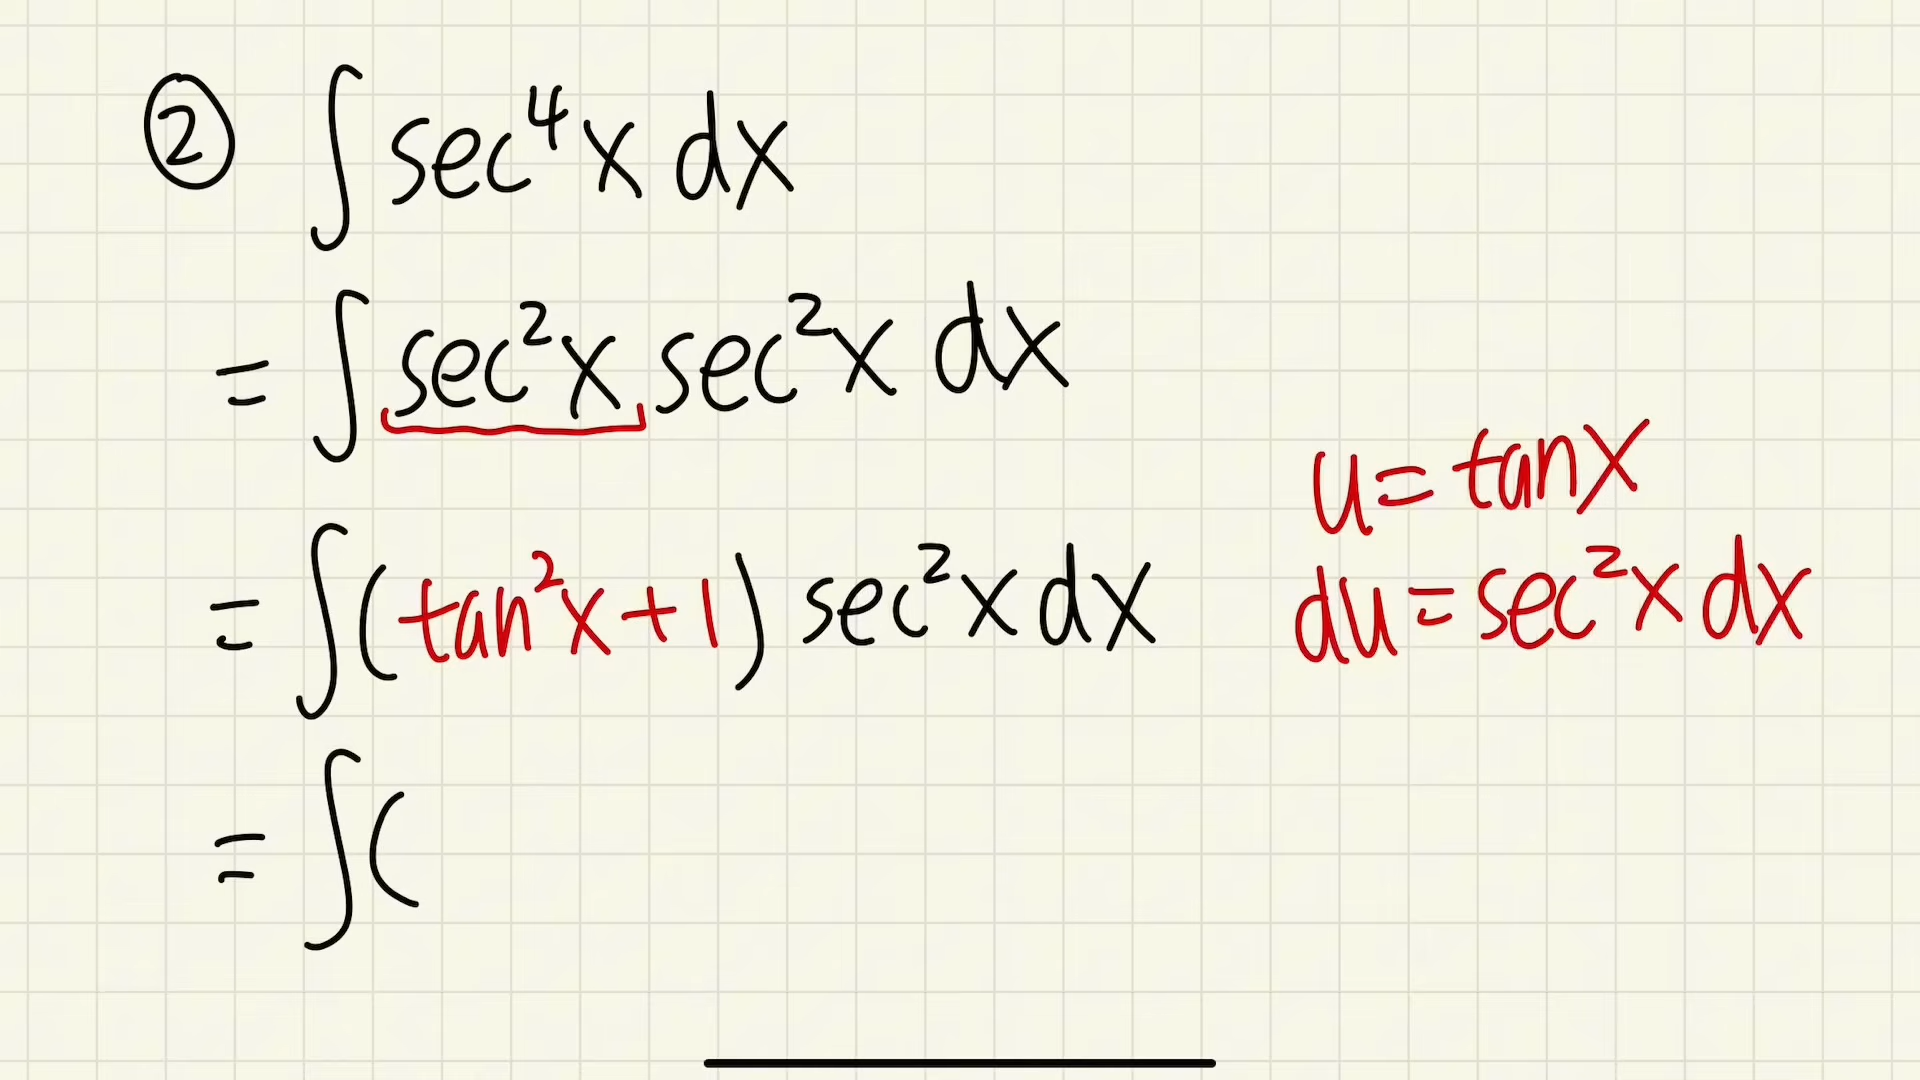 ② ∫ sec⁴x dx
= ∫ sec²x sec²x dx
u = tanx
= ∫ (tan²x + 1) sec²x dx
du = sec²x dx
= ∫ (